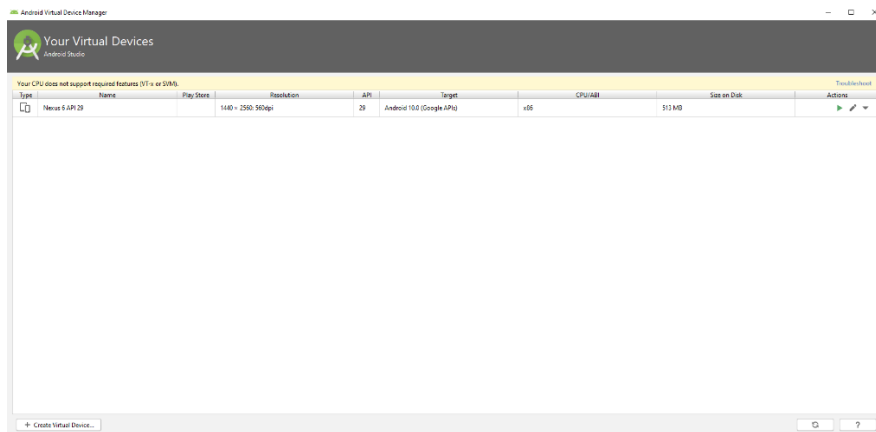 Android Virtual Device Manager
Your Virtual Devices
Android Studio
Your CPU does not support required features (VT-x or SVM). Troubleshoot
Type Name Play Store Resolution API Target CPU/ABI Size on Disk Actions
Nexus 6 API 29 1440 × 2560: 560dpi 29 Android 10.0 (Google APIs) x86 513 MB
+ Create Virtual Device... ?